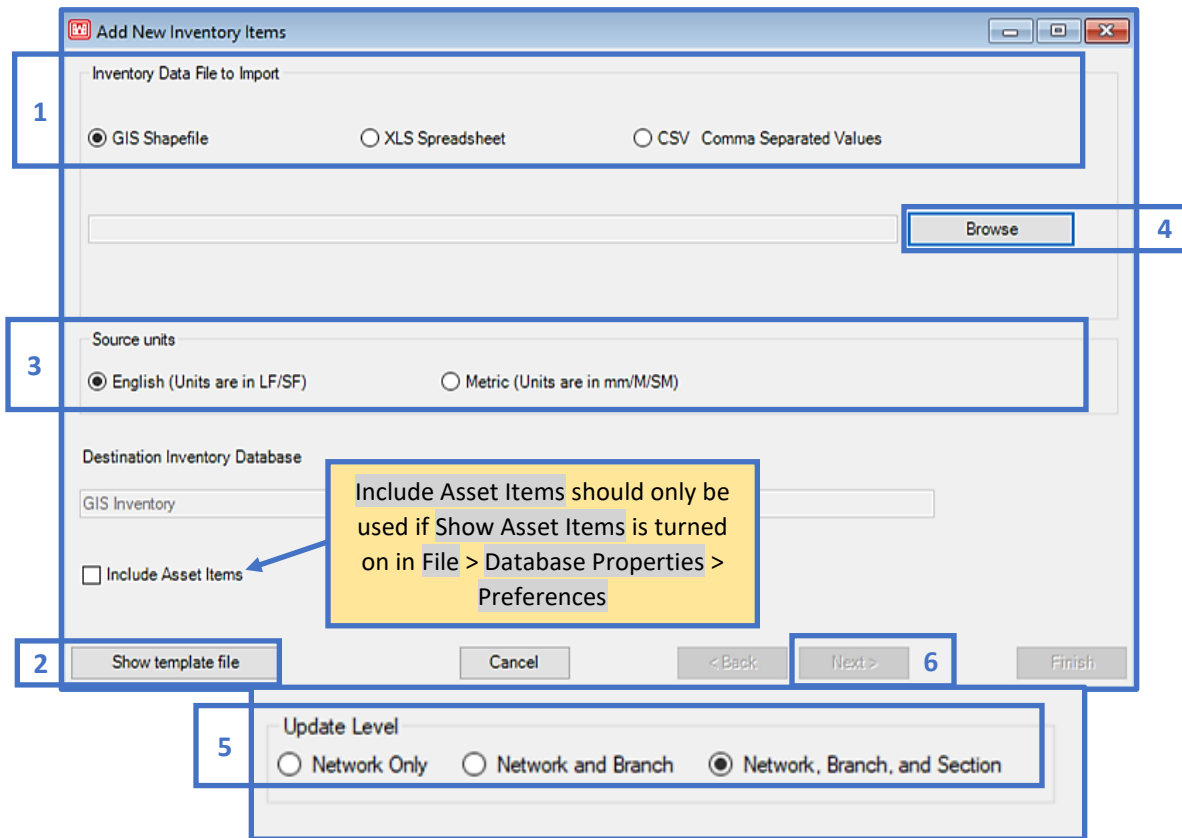 Add New Inventory Items
Inventory Data File to Import
1
GIS Shapefile
XLS Spreadsheet
CSV Comma Separated Values
Browse
4
Source units
3
English (Units are in LF/SF)
Metric (Units are in mm/M/SM)
Destination Inventory Database
GIS Inventory
Include Asset Items should only be
used if Show Asset Items is turned
on in File > Database Properties >
Preferences
Include Asset Items
2
Show template file
Cancel
< Back
Next >
6
Finish
Update Level
5
Network Only
Network and Branch
Network, Branch, and Section